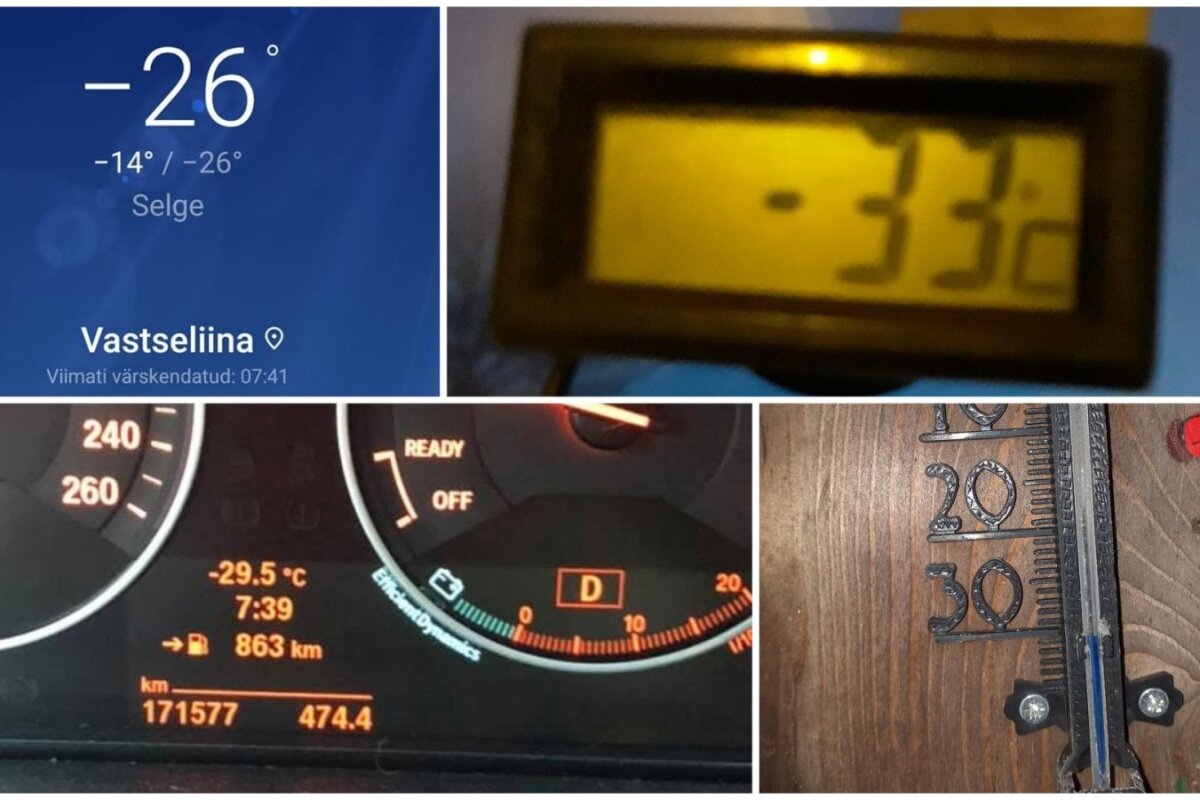 −26°
−14° / −26°
Selge
Vastseliina
Viimati värskendatud: 07:41
-33°C
240
260
READY
OFF
-29.5 °C
7:39
863 km
km
171577 474.4
EfficientDynamics
D
0
10
20
10
20
30